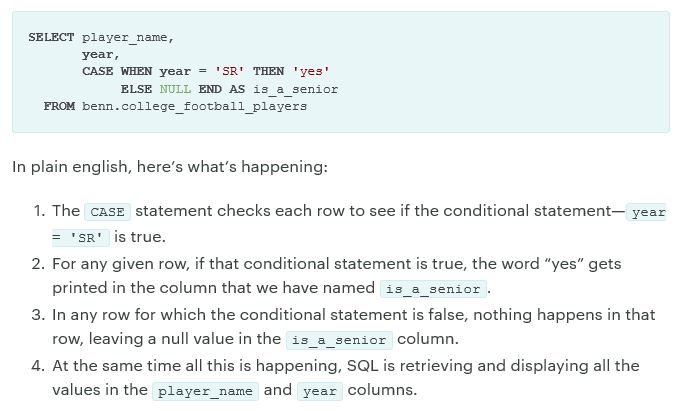 SELECT player_name,
year,
CASE WHEN year = 'SR' THEN 'yes'
ELSE NULL END AS is_a_senior
FROM benn.college_football_players
In plain english, here's what's happening:
1. The CASE statement checks each row to see if the conditional statement—year
= 'SR' is true.
2. For any given row, if that conditional statement is true, the word “yes” gets
printed in the column that we have named is_a_senior.
3. In any row for which the conditional statement is false, nothing happens in that
row, leaving a null value in the is_a_senior column.
4. At the same time all this is happening, SQL is retrieving and displaying all the
values in the player_name and year columns.